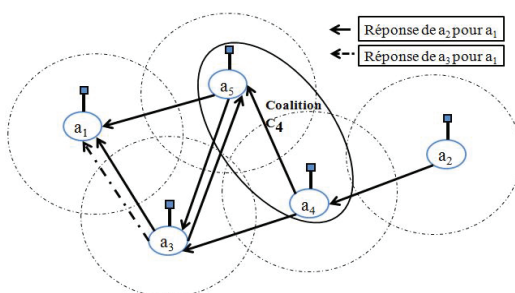 Réponse de a2 pour a1
Réponse de a3 pour a1
a5
Coalition
C4
a1
a2
a4
a3